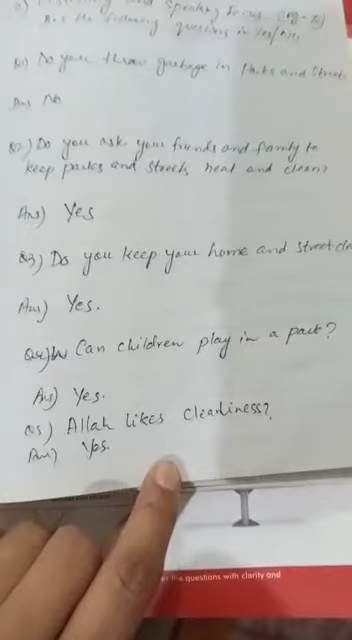 and Speaking
the following questions in yes/no
Q1) Do you throw garbage in Parks and Streets
Ans No
Q2) Do you ask your friends and family to
keep parks and streets neat and clean?
Ans) Yes
Q3) Do you keep your home and street cle
Ans) Yes.
Can children play in a park?
Ans) Yes.
Q5) Allah likes Cleanliness?
Ans) Yes.
the questions with clarity and